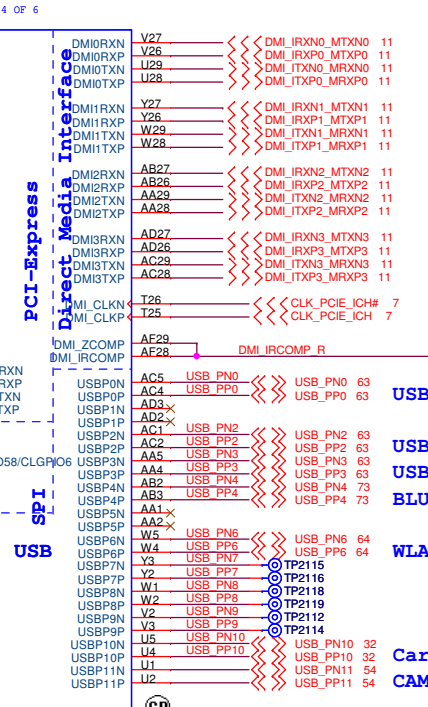 4 OF 6
DMI0RXN V27 DMI_IRXN0_MTXN0 11
DMI0RXP V26 DMI_IRXP0_MTXP0 11
DMI0TXN U29 DMI_ITXN0_MRXN0 11
DMI0TXP U28 DMI_ITXP0_MRXP0 11
DMI1RXN Y27 DMI_IRXN1_MTXN1 11
DMI1RXP Y26 DMI_IRXP1_MTXP1 11
DMI1TXN W29 DMI_ITXN1_MRXN1 11
DMI1TXP W28 DMI_ITXP1_MRXP1 11
DMI2RXN AB27 DMI_IRXN2_MTXN2 11
DMI2RXP AB26 DMI_IRXP2_MTXP2 11
DMI2TXN AA29 DMI_ITXN2_MRXN2 11
DMI2TXP AA28 DMI_ITXP2_MRXP2 11
DMI3RXN AD27 DMI_IRXN3_MTXN3 11
DMI3RXP AD26 DMI_IRXP3_MTXP3 11
DMI3TXN AC29 DMI_ITXN3_MRXN3 11
DMI3TXP AC28 DMI_ITXP3_MRXP3 11
DMI_CLKN T26 CLK_PCIE_ICH# 7
DMI_CLKP T25 CLK_PCIE_ICH 7
PCI-Express
Direct Media Interface
DMI_ZCOMP AF29
DMI_IRCOMP AF28 DMI_IRCOMP_R
RXN
RXP
TXN
TXP
USBP0N AC5 USB_PN0 USB_PN0 63
USBP0P AC4 USB_PP0 USB_PP0 63 USB
USBP1N AD3
USBP1P AD2
USBP2N AC1 USB_PN2 USB_PN2 63
USBP2P AC2 USB_PP2 USB_PP2 63 USB
O58/CLGPIO6 USBP3N AA5 USB_PN3 USB_PN3 63
USBP3P AA4 USB_PP3 USB_PP3 63 USB
USBP4N AB2 USB_PN4 USB_PN4 73
USBP4P AB3 USB_PP4 USB_PP4 73 BLU
USBP5N AA1
USBP5P AA2
SPI
USB
USBP6N W5 USB_PN6 USB_PN6 64
USBP6P W4 USB_PP6 USB_PP6 64 WLA
USBP7N Y3 USB_PN7 TP2115
USBP7P Y2 USB_PP7 TP2116
USBP8N W1 USB_PN8 TP2118
USBP8P W2 USB_PP8 TP2119
USBP9N V2 USB_PN9 TP2112
USBP9P V3 USB_PP9 TP2114
USBP10N U5 USB_PN10 USB_PN10 32
USBP10P U4 USB_PP10 USB_PP10 32 Car
USBP11N U1 USB_PN11 54
USBP11P U2 USB_PP11 54 CAM